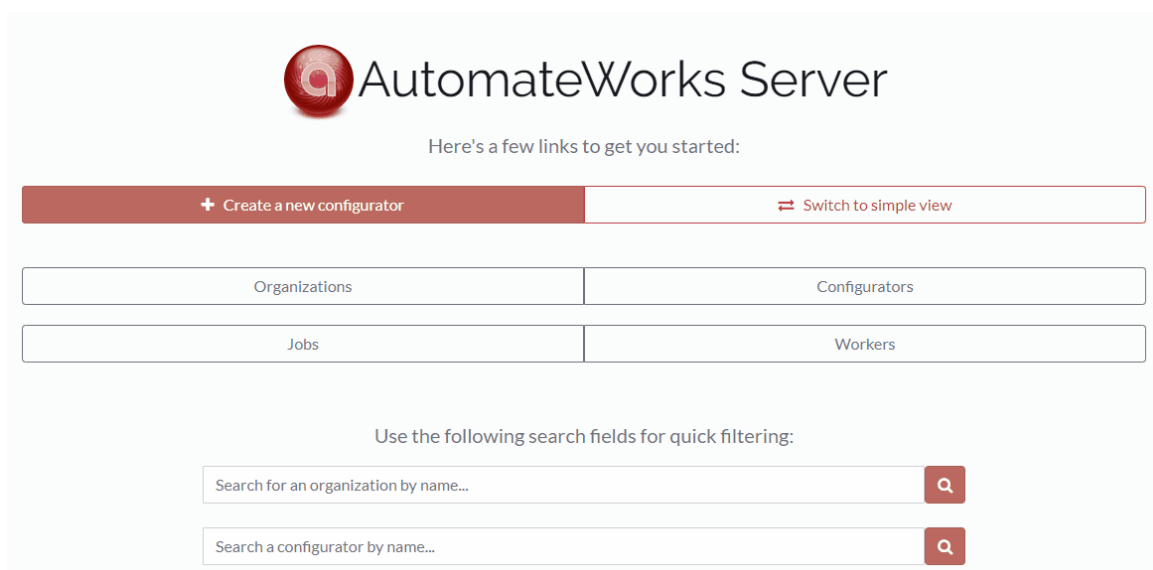 a AutomateWorks Server
Here's a few links to get you started:
Create a new configurator
Switch to simple view
Organizations
Configurators
Jobs
Workers
Use the following search fields for quick filtering:
Search for an organization by name...
Search a configurator by name...